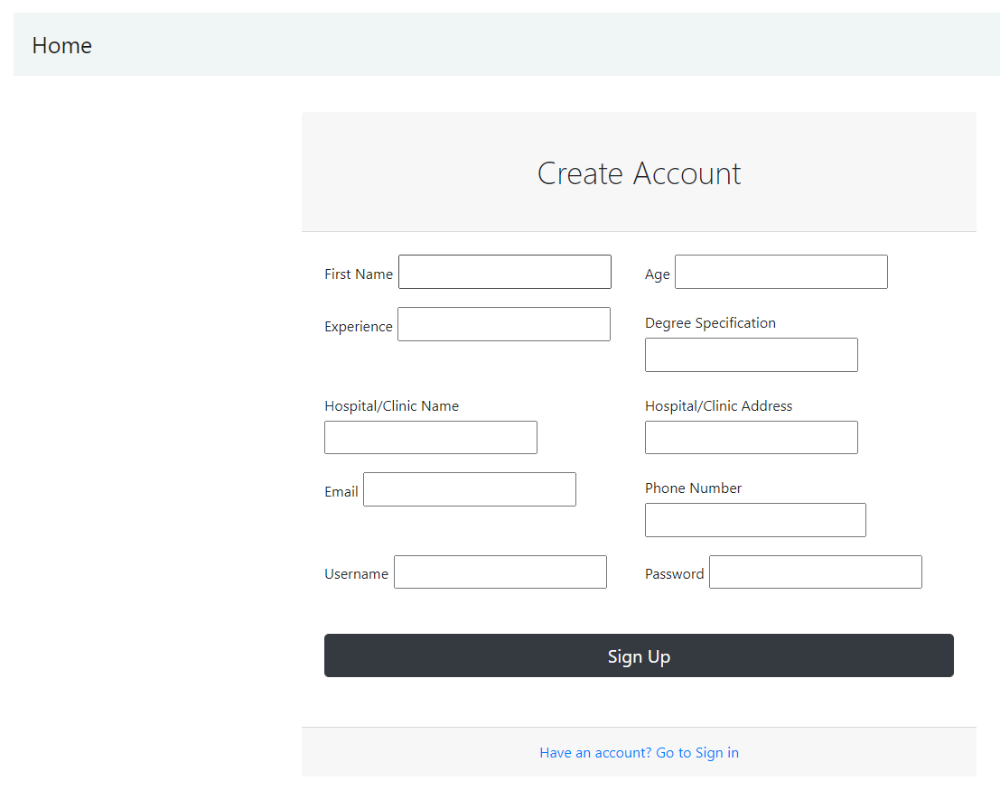 Home
Create Account
First Name
Age
Experience
Degree Specification
Hospital/Clinic Name
Hospital/Clinic Address
Email
Phone Number
Username
Password
Sign Up
Have an account? Go to Sign in